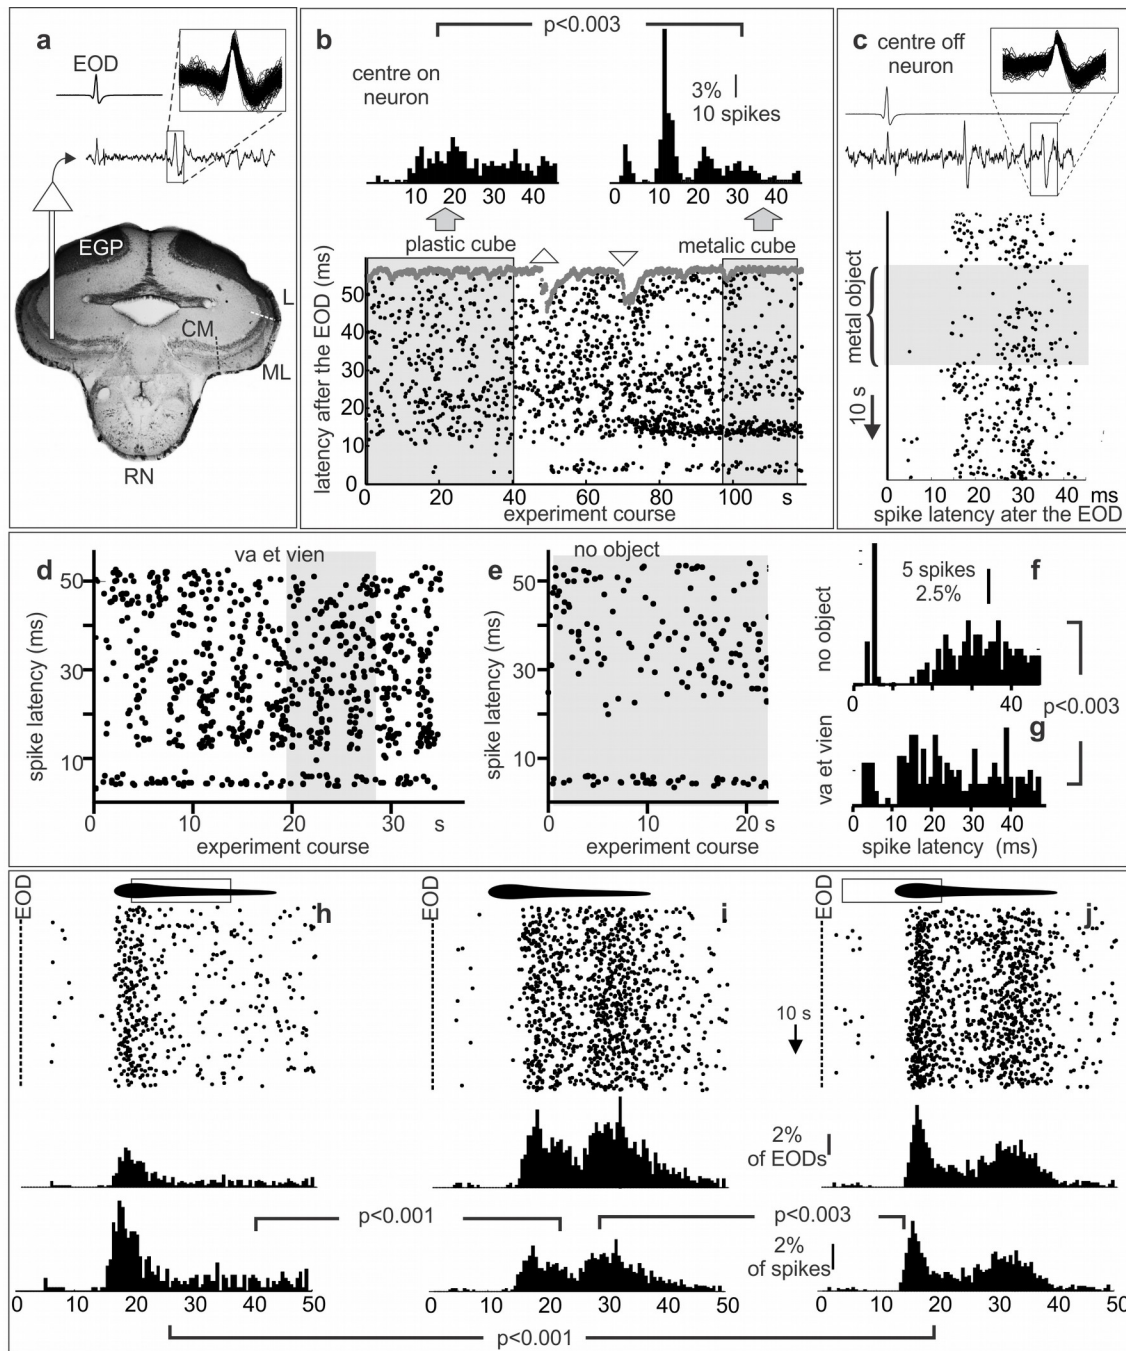 a
EOD
EGP
L
CM
ML
RN
b
p<0.003
centre on
neuron
3%
10 spikes
10 20 30 40
0 10 20 30 40
plastic cube
metalic cube
latency after the EOD (ms)
50
40
30
20
10
0
0 20 40 60 80 100 s
experiment course
c
centre off
neuron
metal object
10 s
0 10 20 30 40 ms
spike latency ater the EOD
d
va et vien
spike latency (ms)
50
30
10
0 10 20 30 s
experiment course
e
no object
spike latency (ms)
50
30
10
0 10 20 s
experiment course
f
5 spikes
2.5%
no object
0 40
p<0.003
g
va et vien
0 10 20 30 40
spike latency (ms)
EOD
h
EOD
i
EOD
j
10 s
2%
of EODs
p<0.001
p<0.003
2%
of spikes
0 10 20 30 40 50
0 10 20 30 40 50
0 10 20 30 40 50
p<0.001